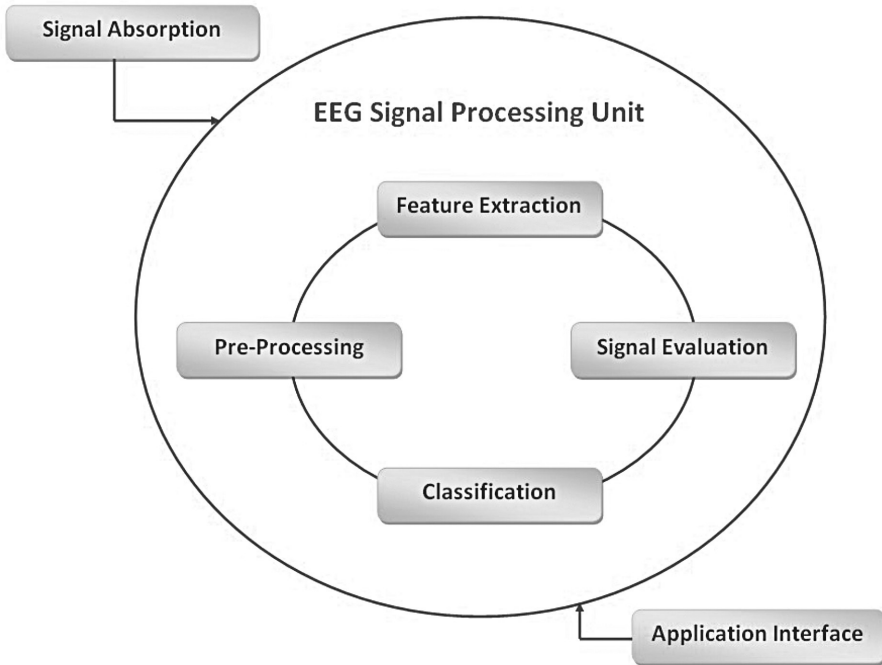 Signal Absorption
EEG Signal Processing Unit
Feature Extraction
Pre-Processing
Signal Evaluation
Classification
Application Interface